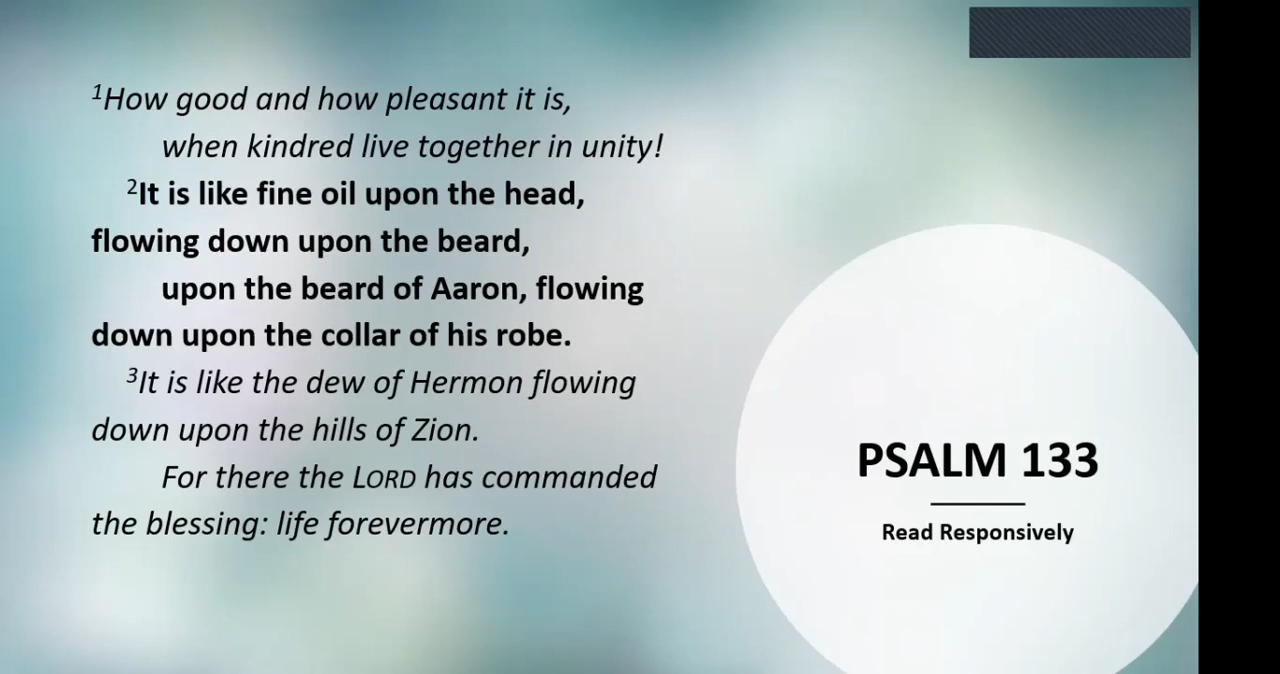 ¹How good and how pleasant it is,
when kindred live together in unity!
²It is like fine oil upon the head,
flowing down upon the beard,
upon the beard of Aaron, flowing
down upon the collar of his robe.
³It is like the dew of Hermon flowing
down upon the hills of Zion.
For there the LORD has commanded
the blessing: life forevermore.
PSALM 133
Read Responsively